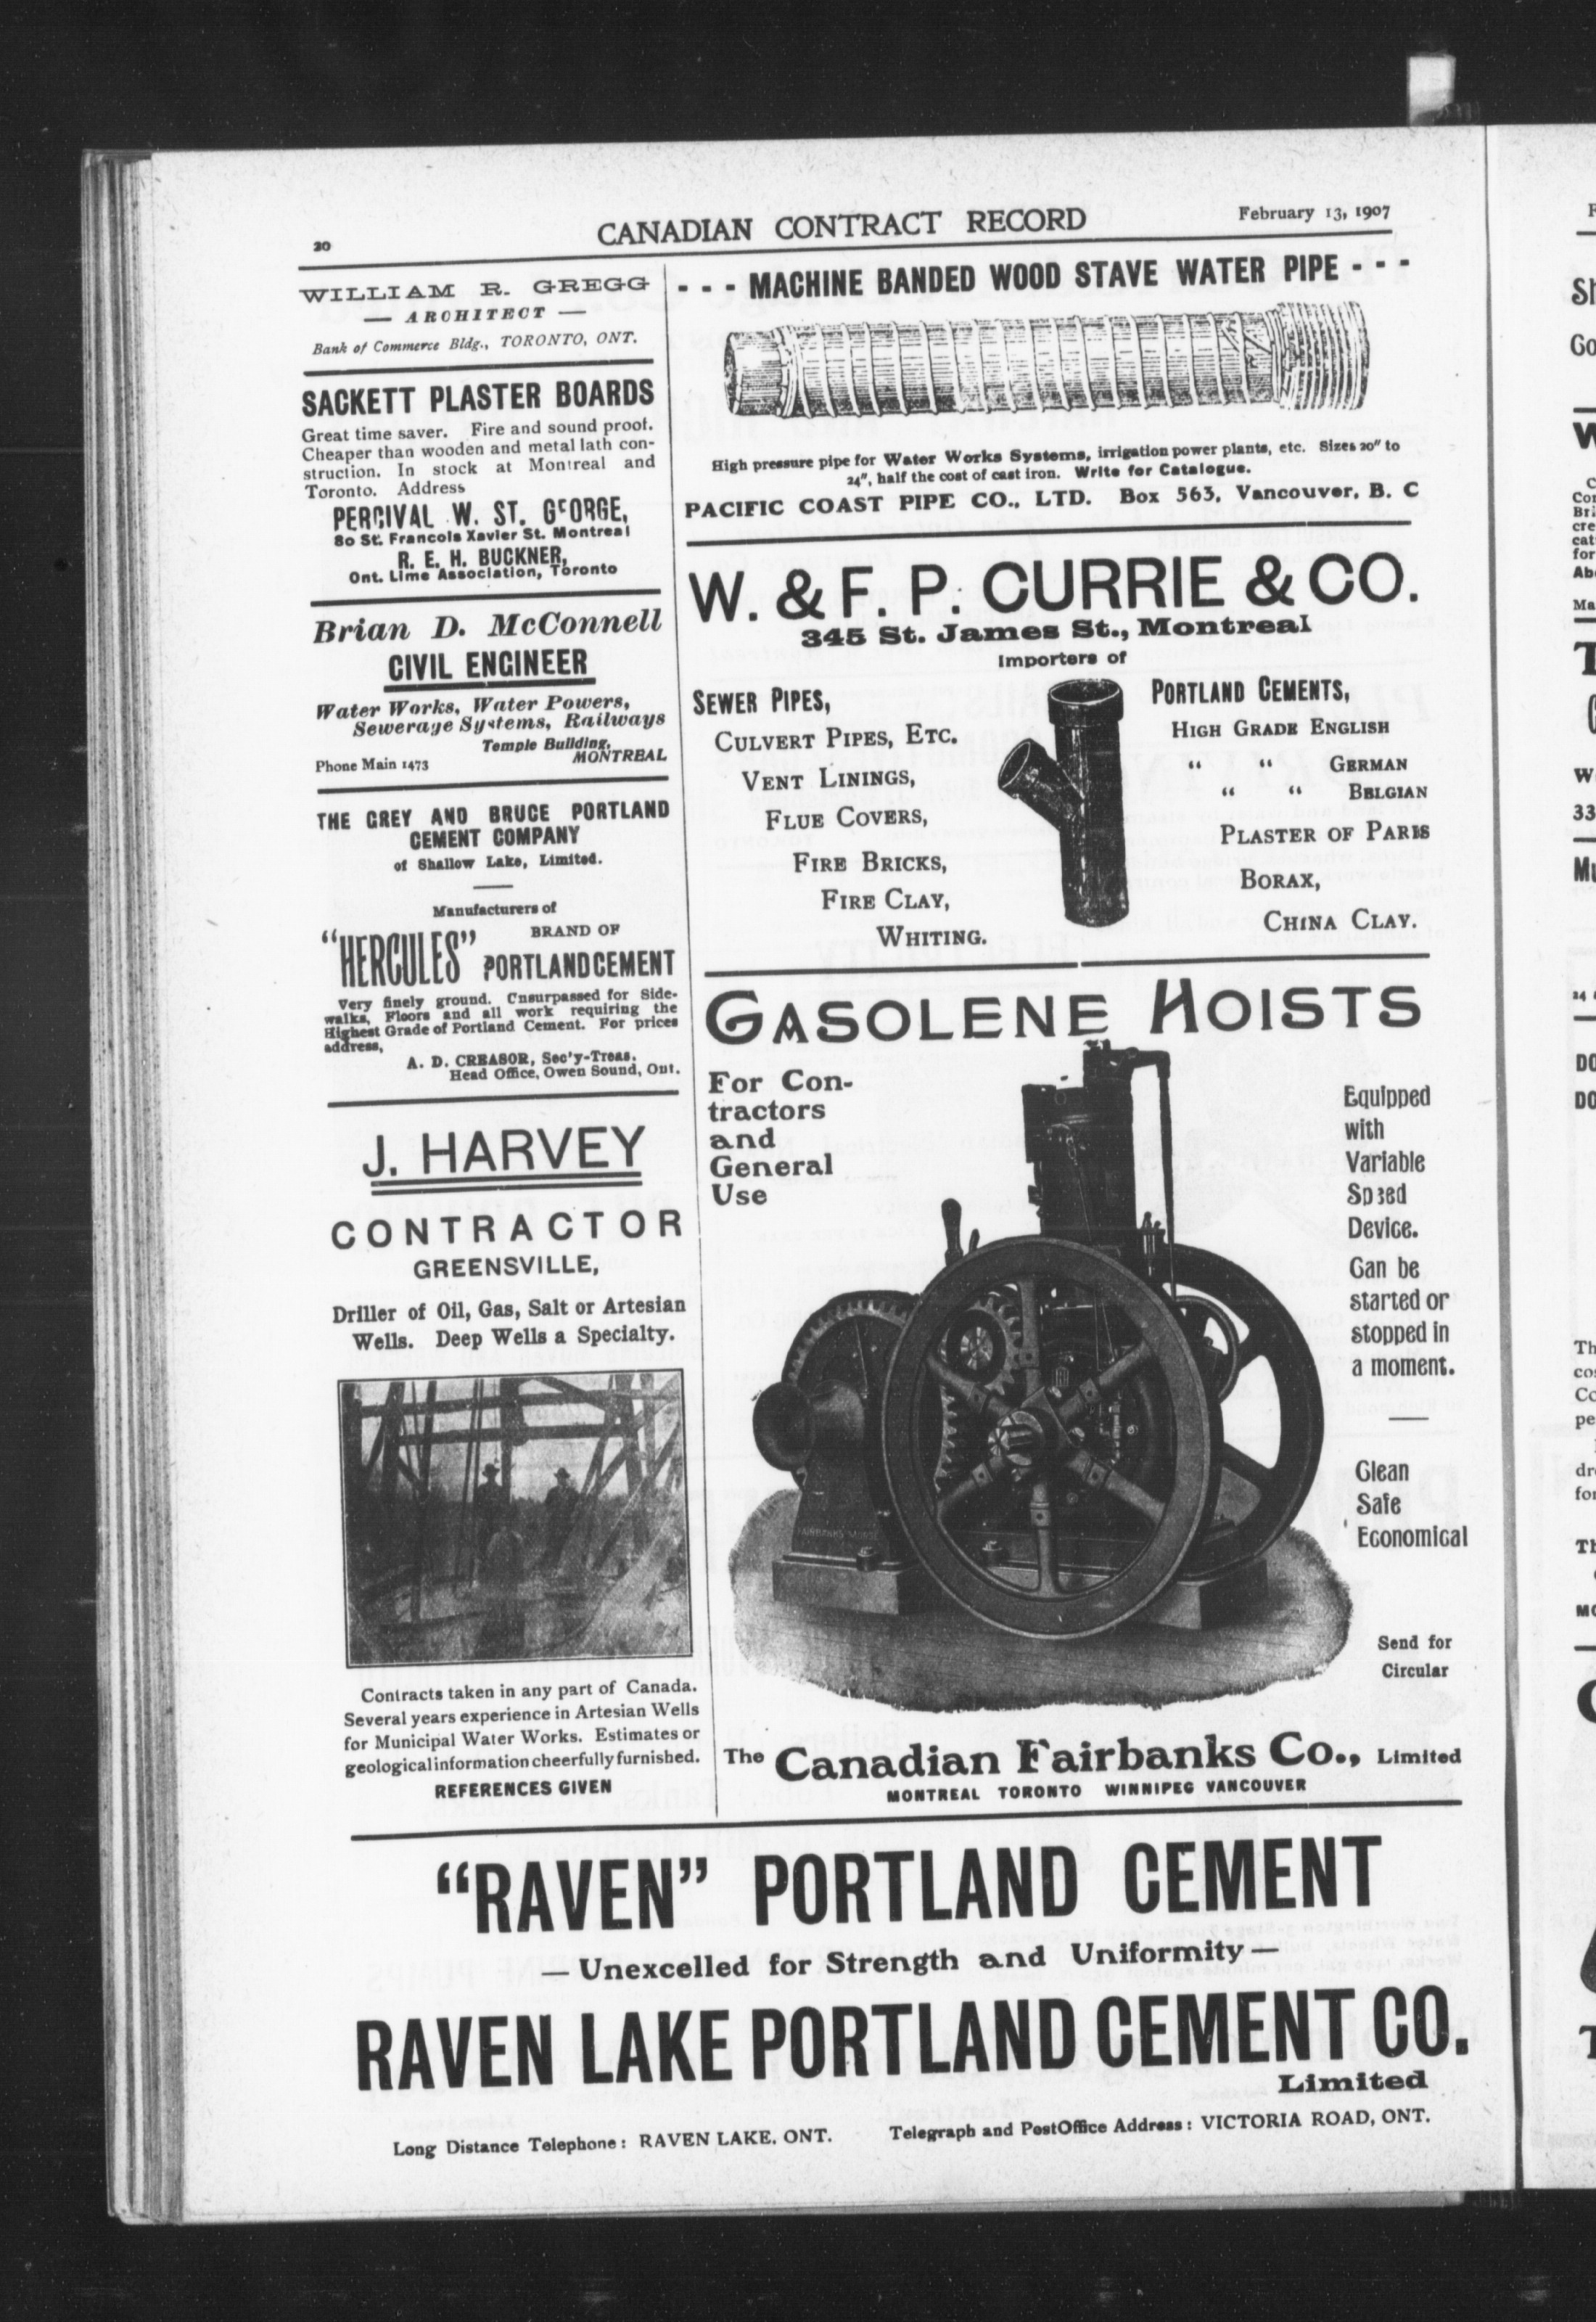 20
CANADIAN CONTRACT RECORD
February 13, 1907
WILLIAM R. GREGG
— ARCHITECT —
Bank of Commerce Bldg., TORONTO, ONT.
SACKETT PLASTER BOARDS
Great time saver. Fire and sound proof.
Cheaper than wooden and metal lath con-
struction. In stock at Montreal and
Toronto. Address
PERCIVAL W. ST. GEORGE,
80 St. Francois Xavier St. Montreal
R. E. H. BUCKNER,
Ont. Lime Association, Toronto
Brian D. McConnell
CIVIL ENGINEER
Water Works, Water Powers,
Sewerage Systems, Railways
Temple Building,
Phone Main 1473 MONTREAL
THE GREY AND BRUCE PORTLAND
CEMENT COMPANY
of Shallow Lake, Limited.
Manufacturers of
"HERCULES" BRAND OF
PORTLAND CEMENT
Very finely ground. Unsurpassed for Side-
walks, Floors and all work requiring the
Highest Grade of Portland Cement. For prices
address,
A. D. CREASOR, Sec'y-Treas.
Head Office, Owen Sound, Ont.
J. HARVEY
CONTRACTOR
GREENSVILLE,
Driller of Oil, Gas, Salt or Artesian
Wells. Deep Wells a Specialty.
Contracts taken in any part of Canada.
Several years experience in Artesian Wells
for Municipal Water Works. Estimates or
geological information cheerfully furnished.
REFERENCES GIVEN
- - - MACHINE BANDED WOOD STAVE WATER PIPE - - -
High pressure pipe for Water Works Systems, irrigation power plants, etc. Sizes 20" to
24", half the cost of cast iron. Write for Catalogue.
PACIFIC COAST PIPE CO., LTD. Box 563, Vancouver, B. C
W. & F. P. CURRIE & CO.
345 St. James St., Montreal
Importers of
SEWER PIPES,
CULVERT PIPES, ETC.
VENT LININGS,
FLUE COVERS,
FIRE BRICKS,
FIRE CLAY,
WHITING.
PORTLAND CEMENTS,
HIGH GRADE ENGLISH
" " GERMAN
" " BELGIAN
PLASTER OF PARIS
BORAX,
CHINA CLAY.
GASOLENE HOISTS
For Con-
tractors
and
General
Use
Equipped
with
Variable
Speed
Device.
Can be
started or
stopped in
a moment.
Clean
Safe
Economical
Send for
Circular
The Canadian Fairbanks Co., Limited
MONTREAL TORONTO WINNIPEG VANCOUVER
"RAVEN" PORTLAND CEMENT
— Unexcelled for Strength and Uniformity —
RAVEN LAKE PORTLAND CEMENT CO.
Limited
Long Distance Telephone: RAVEN LAKE. ONT. Telegraph and PostOffice Address: VICTORIA ROAD, ONT.